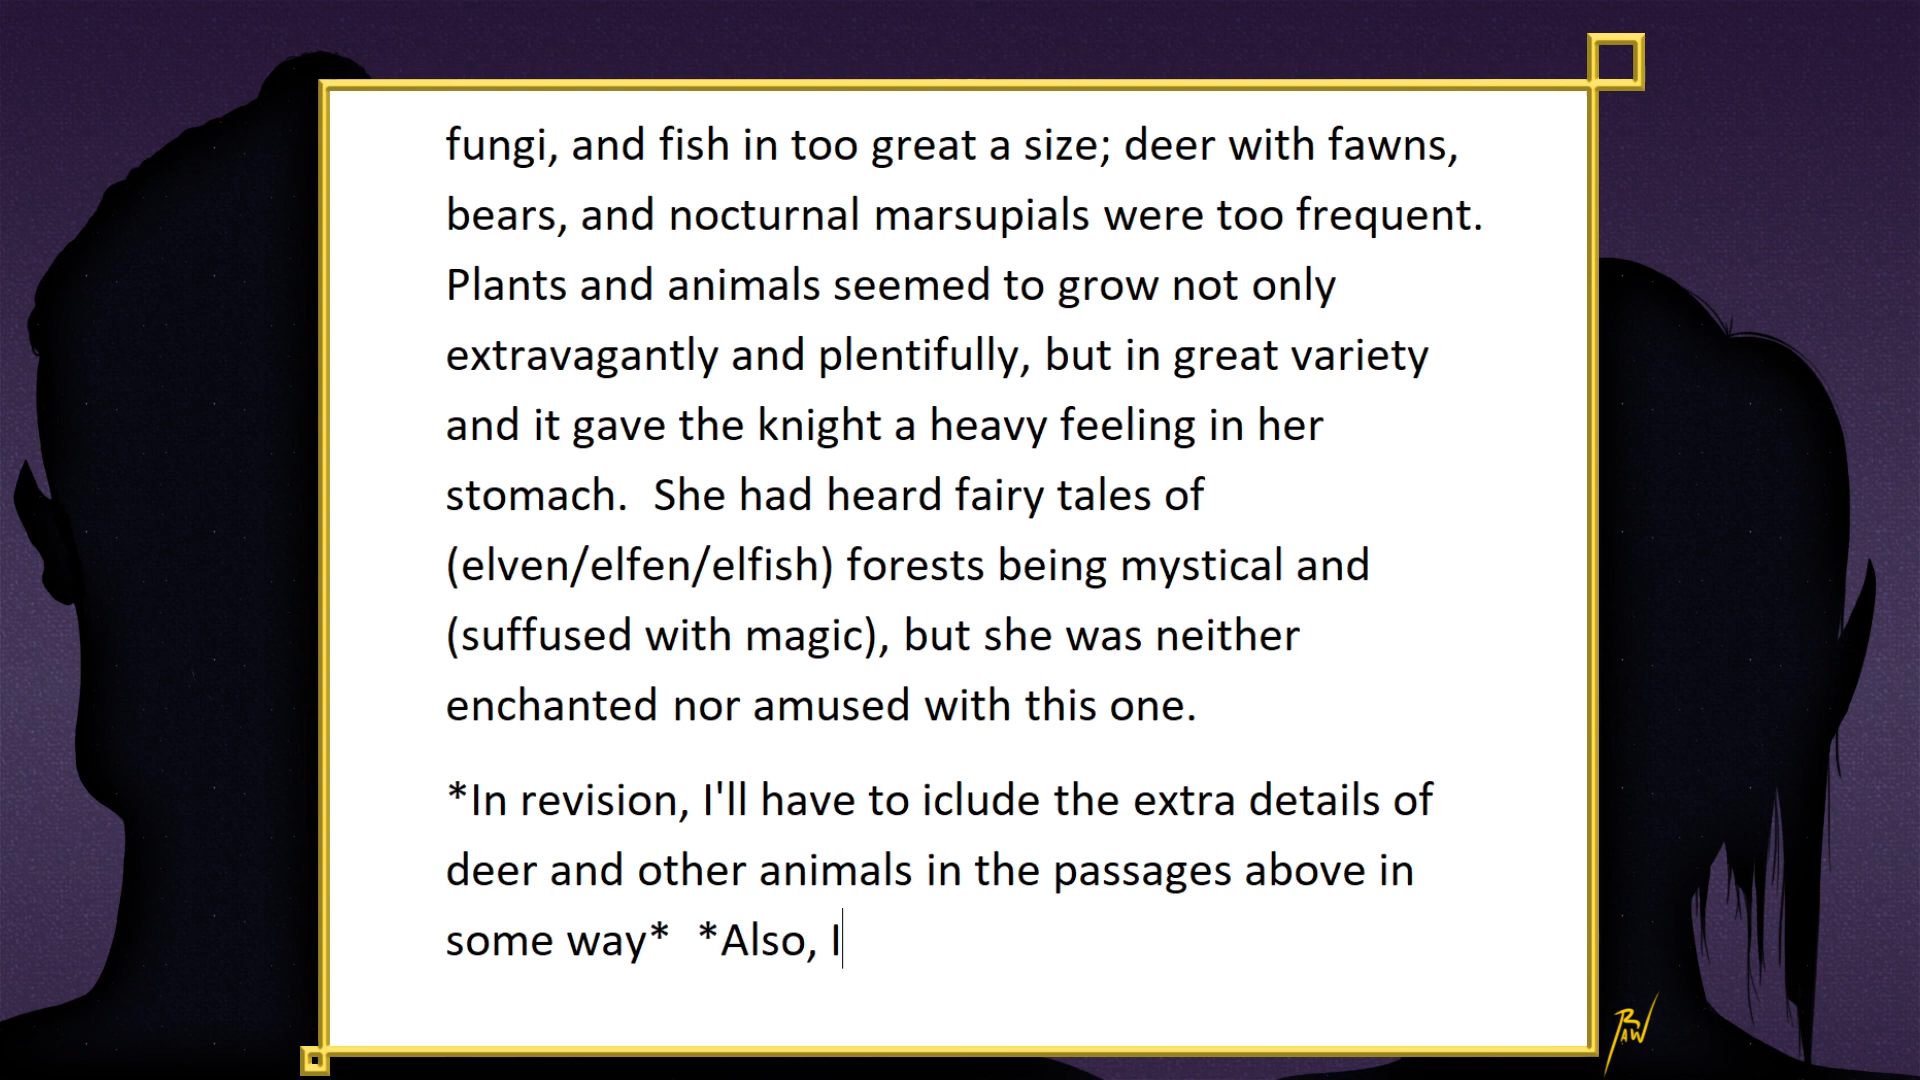 fungi, and fish in too great a size; deer with fawns,
bears, and nocturnal marsupials were too frequent.
Plants and animals seemed to grow not only
extravagantly and plentifully, but in great variety
and it gave the knight a heavy feeling in her
stomach.  She had heard fairy tales of
(elven/elfen/elfish) forests being mystical and
(suffused with magic), but she was neither
enchanted nor amused with this one.
*In revision, I'll have to iclude the extra details of
deer and other animals in the passages above in
some way*  *Also, I
RAW